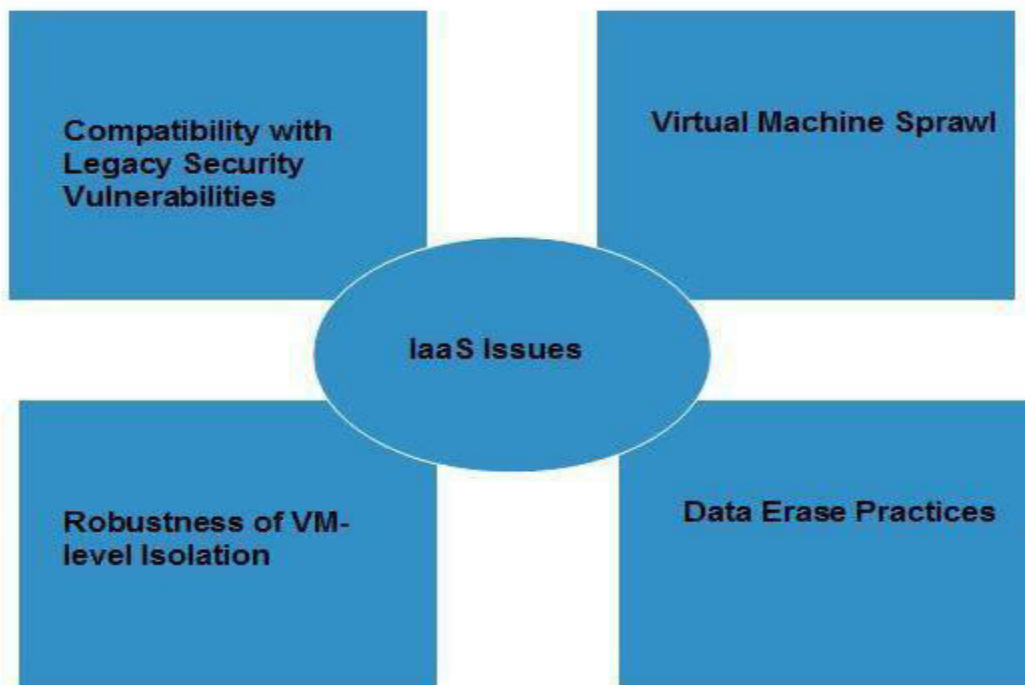 Compatibility with
Legacy Security
Vulnerabilities
Virtual Machine Sprawl
IaaS Issues
Robustness of VM-
level Isolation
Data Erase Practices